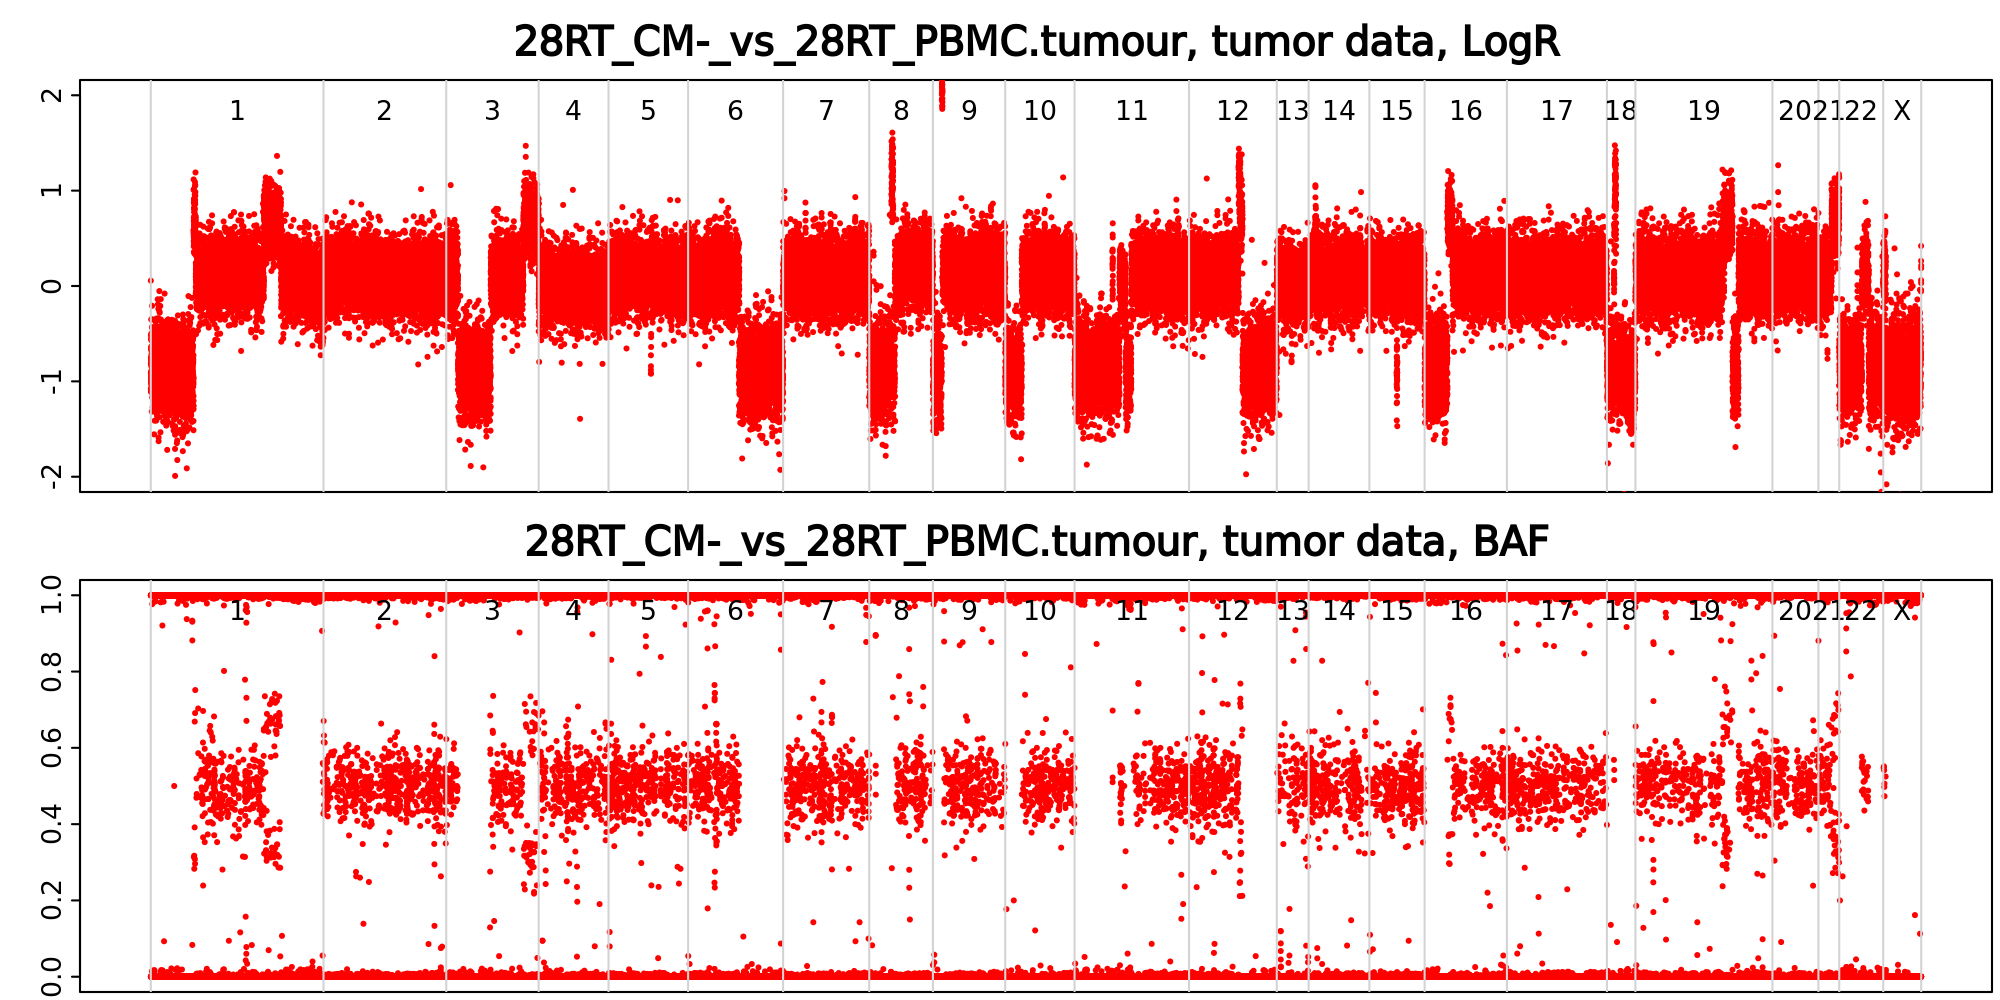 28RT_CM-_vs_28RT_PBMC.tumour, tumor data, LogR
2
1
0
-1
-2
1 2 3 4 5 6 7 8 9 10 11 12 13 14 15 16 17 18 19 20 21 22 X
28RT_CM-_vs_28RT_PBMC.tumour, tumor data, BAF
1.0
0.8
0.6
0.4
0.2
0.0
1 2 3 4 5 6 7 8 9 10 11 12 13 14 15 16 17 18 19 20 21 22 X